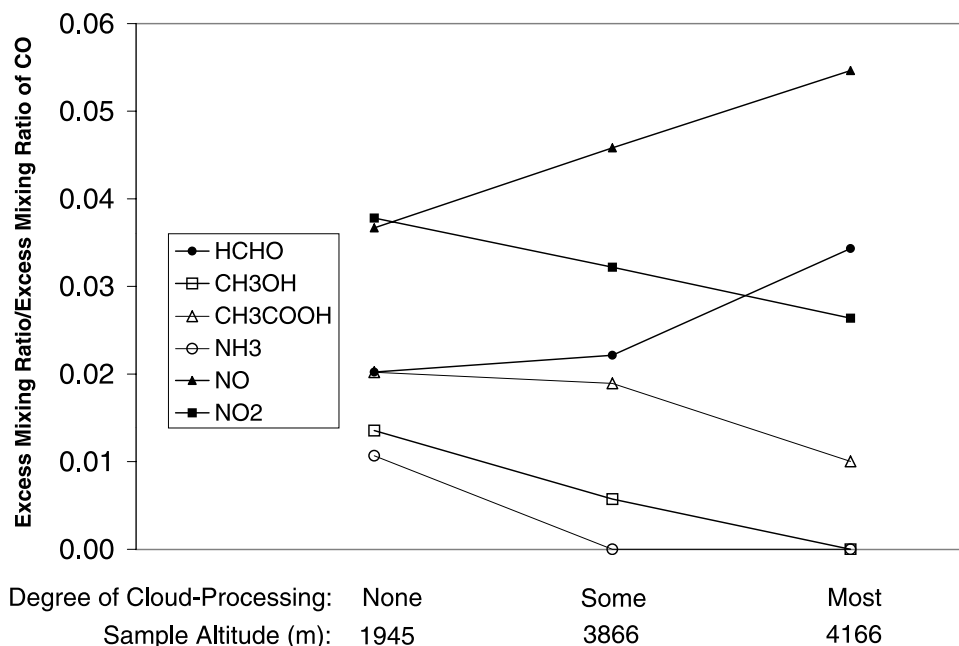 Excess Mixing Ratio/Excess Mixing Ratio of CO
0.06
0.05
0.04
0.03
0.02
0.01
0.00
HCHO
CH3OH
CH3COOH
NH3
NO
NO2
Degree of Cloud-Processing: None Some Most
Sample Altitude (m): 1945 3866 4166